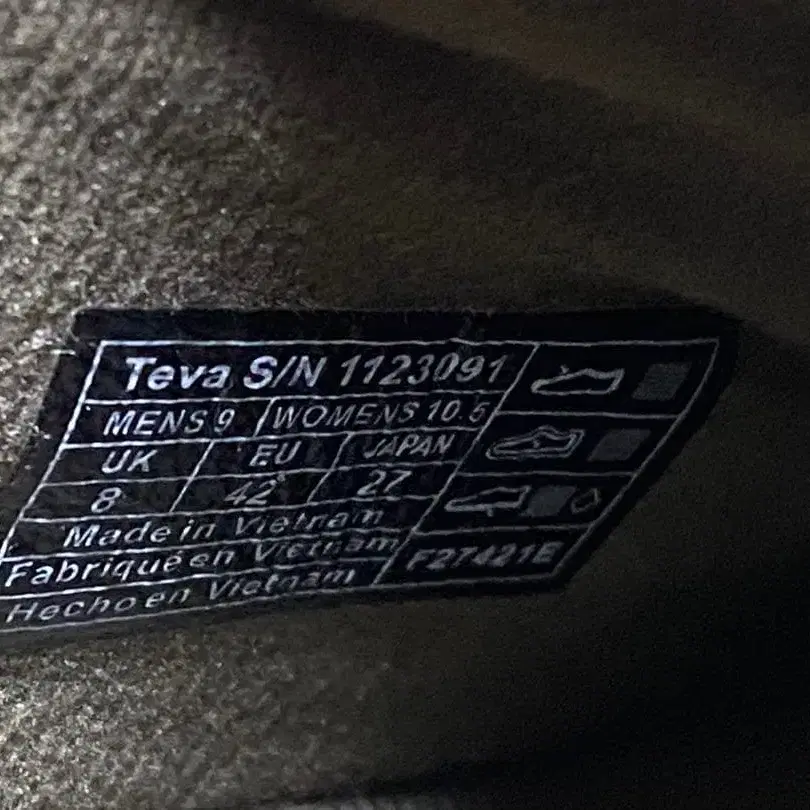 Teva S/N 1123091
MENS 9 WOMENS 10.5
UK EU JAPAN
8 42 27
Made in Vietnam
Fabriqué en Vietnam
Hecho en Vietnam
F27421E